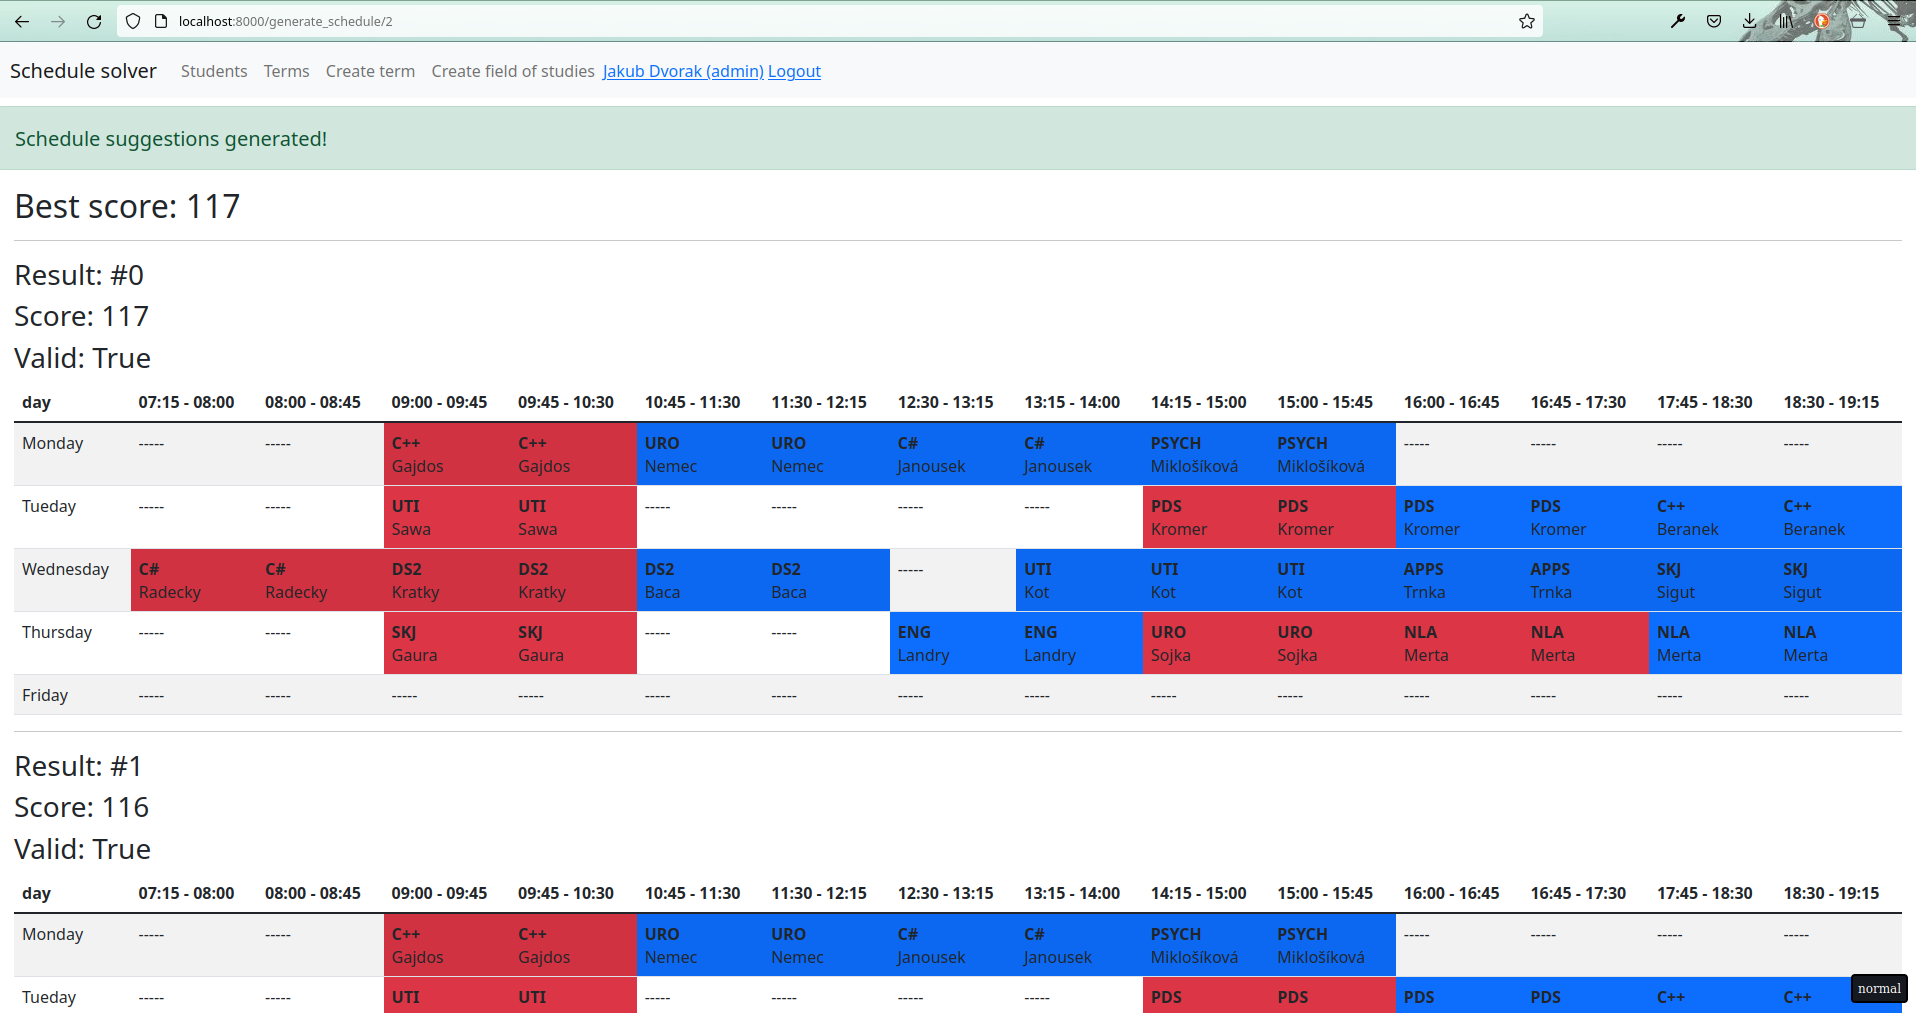 localhost:8000/generate_schedule/2
Schedule solver Students Terms Create term Create field of studies Jakub Dvorak (admin) Logout
Schedule suggestions generated!
Best score: 117
Result: #0
Score: 117
Valid: True
day 07:15 - 08:00 08:00 - 08:45 09:00 - 09:45 09:45 - 10:30 10:45 - 11:30 11:30 - 12:15 12:30 - 13:15 13:15 - 14:00 14:15 - 15:00 15:00 - 15:45 16:00 - 16:45 16:45 - 17:30 17:45 - 18:30 18:30 - 19:15
Monday ----- ----- C++ C++ URO URO C# C# PSYCH PSYCH ----- ----- ----- -----
Gajdos Gajdos Nemec Nemec Janousek Janousek Miklošíková Miklošíková
Tueday ----- ----- UTI UTI ----- ----- ----- ----- PDS PDS PDS PDS C++ C++
Sawa Sawa Kromer Kromer Kromer Kromer Beranek Beranek
Wednesday C# C# DS2 DS2 DS2 DS2 ----- UTI UTI UTI APPS APPS SKJ SKJ
Radecky Radecky Kratky Kratky Baca Baca Kot Kot Kot Trnka Trnka Sigut Sigut
Thursday ----- ----- SKJ SKJ ----- ----- ENG ENG URO URO NLA NLA NLA NLA
Gaura Gaura Landry Landry Sojka Sojka Merta Merta Merta Merta
Friday ----- ----- ----- ----- ----- ----- ----- ----- ----- ----- ----- ----- ----- -----
Result: #1
Score: 116
Valid: True
day 07:15 - 08:00 08:00 - 08:45 09:00 - 09:45 09:45 - 10:30 10:45 - 11:30 11:30 - 12:15 12:30 - 13:15 13:15 - 14:00 14:15 - 15:00 15:00 - 15:45 16:00 - 16:45 16:45 - 17:30 17:45 - 18:30 18:30 - 19:15
Monday ----- ----- C++ C++ URO URO C# C# PSYCH PSYCH ----- ----- ----- -----
Gajdos Gajdos Nemec Nemec Janousek Janousek Miklošíková Miklošíková
Tueday ----- ----- UTI UTI ----- ----- ----- ----- PDS PDS PDS PDS C++ C++
normal